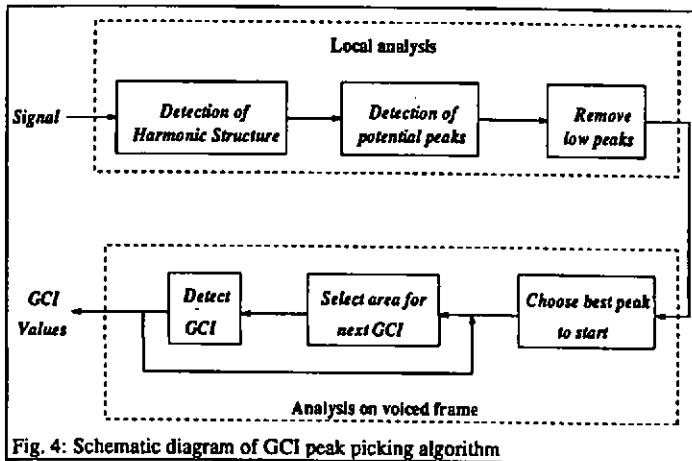 Local analysis
Signal
Detection of
Harmonic Structure
Detection of
potential peaks
Remove
low peaks
GCI
Values
Detect
GCI
Select area for
next GCI
Choose best peak
to start
Analysis on voiced frame
Fig. 4: Schematic diagram of GCI peak picking algorithm